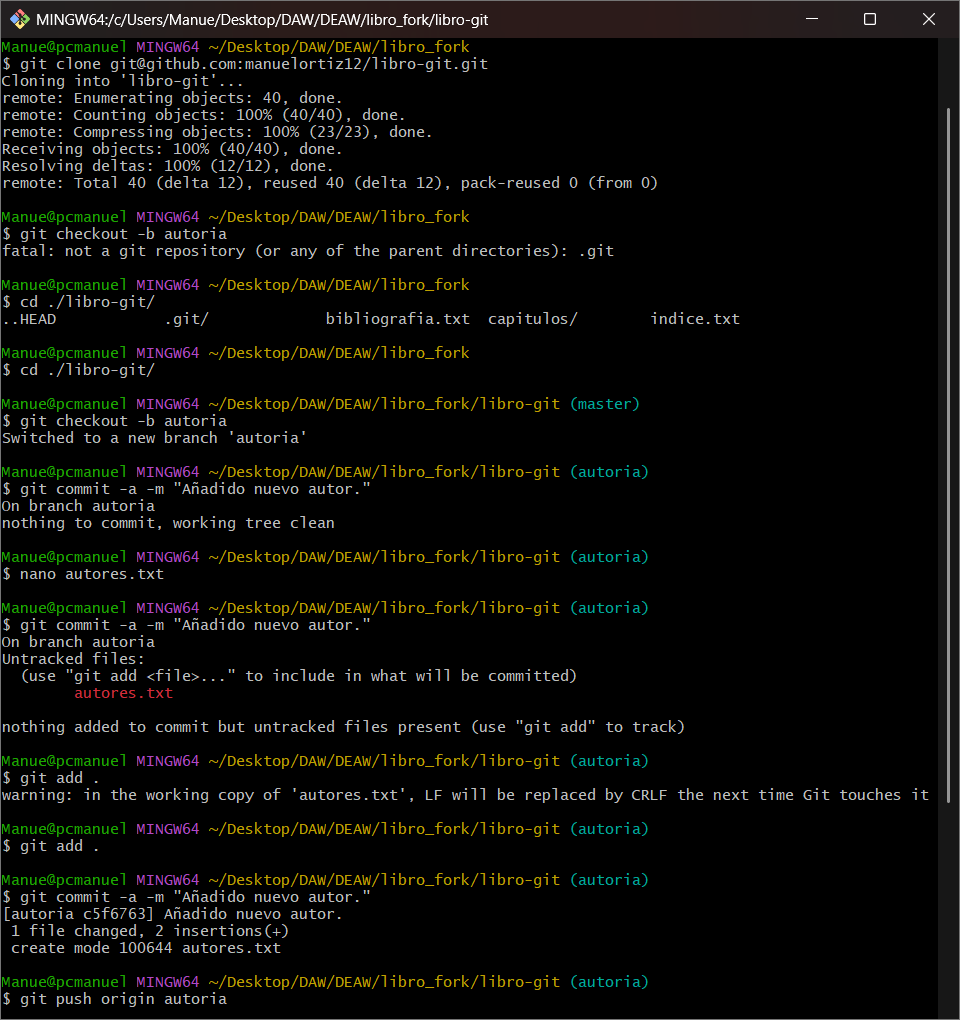 MINGW64:/c/Users/Manue/Desktop/DAW/DEAW/libro_fork/libro-git
Manue@pcmanuel MINGW64 ~/Desktop/DAW/DEAW/libro_fork
$ git clone git@github.com:manuelortiz12/libro-git.git
Cloning into 'libro-git'...
remote: Enumerating objects: 40, done.
remote: Counting objects: 100% (40/40), done.
remote: Compressing objects: 100% (23/23), done.
Receiving objects: 100% (40/40), done.
Resolving deltas: 100% (12/12), done.
remote: Total 40 (delta 12), reused 40 (delta 12), pack-reused 0 (from 0)
Manue@pcmanuel MINGW64 ~/Desktop/DAW/DEAW/libro_fork
$ git checkout -b autoria
fatal: not a git repository (or any of the parent directories): .git
Manue@pcmanuel MINGW64 ~/Desktop/DAW/DEAW/libro_fork
$ cd ./libro-git/
..HEAD            .git/             bibliografia.txt  capitulos/        indice.txt
Manue@pcmanuel MINGW64 ~/Desktop/DAW/DEAW/libro_fork
$ cd ./libro-git/
Manue@pcmanuel MINGW64 ~/Desktop/DAW/DEAW/libro_fork/libro-git (master)
$ git checkout -b autoria
Switched to a new branch 'autoria'
Manue@pcmanuel MINGW64 ~/Desktop/DAW/DEAW/libro_fork/libro-git (autoria)
$ git commit -a -m "Añadido nuevo autor."
On branch autoria
nothing to commit, working tree clean
Manue@pcmanuel MINGW64 ~/Desktop/DAW/DEAW/libro_fork/libro-git (autoria)
$ nano autores.txt
Manue@pcmanuel MINGW64 ~/Desktop/DAW/DEAW/libro_fork/libro-git (autoria)
$ git commit -a -m "Añadido nuevo autor."
On branch autoria
Untracked files:
  (use "git add <file>..." to include in what will be committed)
        autores.txt
nothing added to commit but untracked files present (use "git add" to track)
Manue@pcmanuel MINGW64 ~/Desktop/DAW/DEAW/libro_fork/libro-git (autoria)
$ git add .
warning: in the working copy of 'autores.txt', LF will be replaced by CRLF the next time Git touches it
Manue@pcmanuel MINGW64 ~/Desktop/DAW/DEAW/libro_fork/libro-git (autoria)
$ git add .
Manue@pcmanuel MINGW64 ~/Desktop/DAW/DEAW/libro_fork/libro-git (autoria)
$ git commit -a -m "Añadido nuevo autor."
[autoria c5f6763] Añadido nuevo autor.
 1 file changed, 2 insertions(+)
 create mode 100644 autores.txt
Manue@pcmanuel MINGW64 ~/Desktop/DAW/DEAW/libro_fork/libro-git (autoria)
$ git push origin autoria